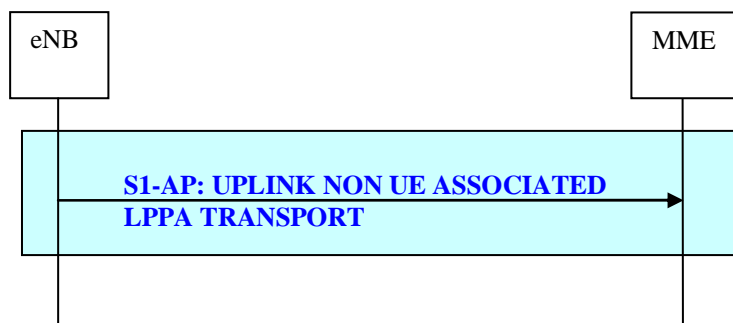 eNB
MME
S1-AP: UPLINK NON UE ASSOCIATED
LPPA TRANSPORT